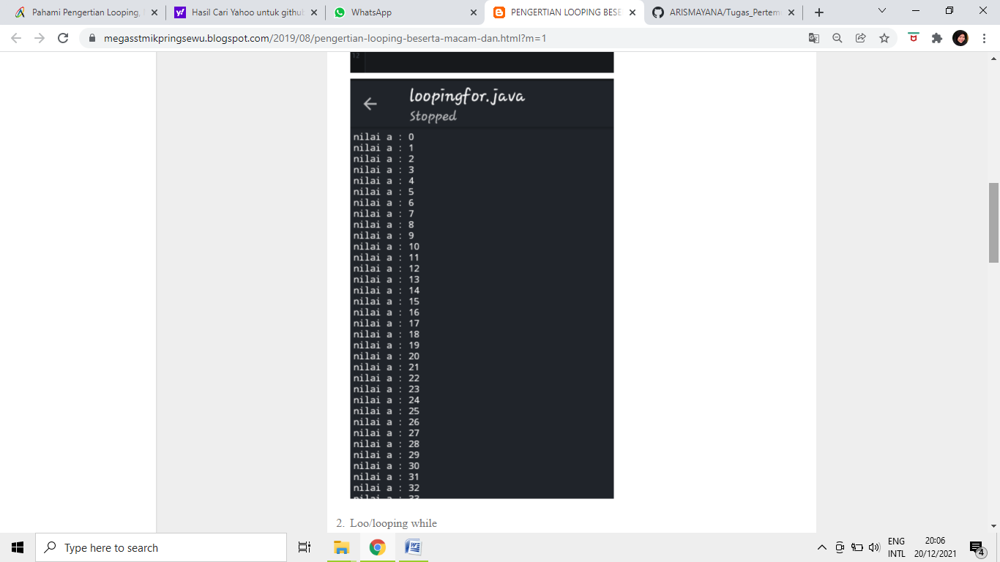 Pahami Pengertian Looping,
Hasil Cari Yahoo untuk github
WhatsApp
PENGERTIAN LOOPING BESE
ARISMAYANA/Tugas_Pertem
megasstmikpringsewu.blogspot.com/2019/08/pengertian-looping-beserta-macam-dan.html?m=1
12
loopingfor.java
Stopped
nilai a : 0
nilai a : 1
nilai a : 2
nilai a : 3
nilai a : 4
nilai a : 5
nilai a : 6
nilai a : 7
nilai a : 8
nilai a : 9
nilai a : 10
nilai a : 11
nilai a : 12
nilai a : 13
nilai a : 14
nilai a : 15
nilai a : 16
nilai a : 17
nilai a : 18
nilai a : 19
nilai a : 20
nilai a : 21
nilai a : 22
nilai a : 23
nilai a : 24
nilai a : 25
nilai a : 26
nilai a : 27
nilai a : 28
nilai a : 29
nilai a : 30
nilai a : 31
nilai a : 32
nilai a : 33
2. Loo/looping while
Type here to search
ENG
INTL
20:06
20/12/2021
4